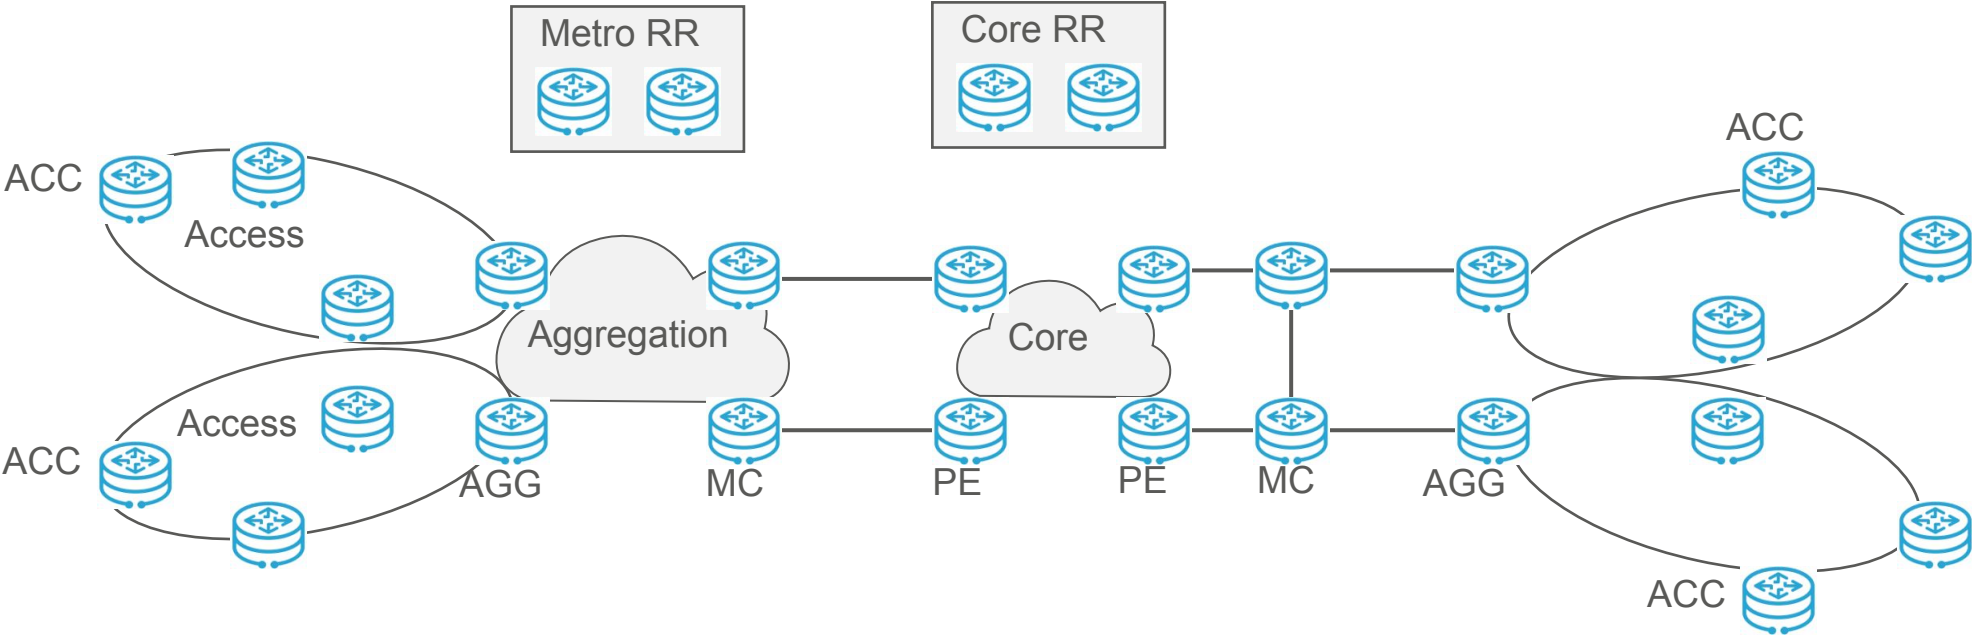 Metro RR
Core RR
ACC
ACC
Access
Aggregation
Core
Access
ACC
AGG
MC
PE
PE
MC
AGG
ACC